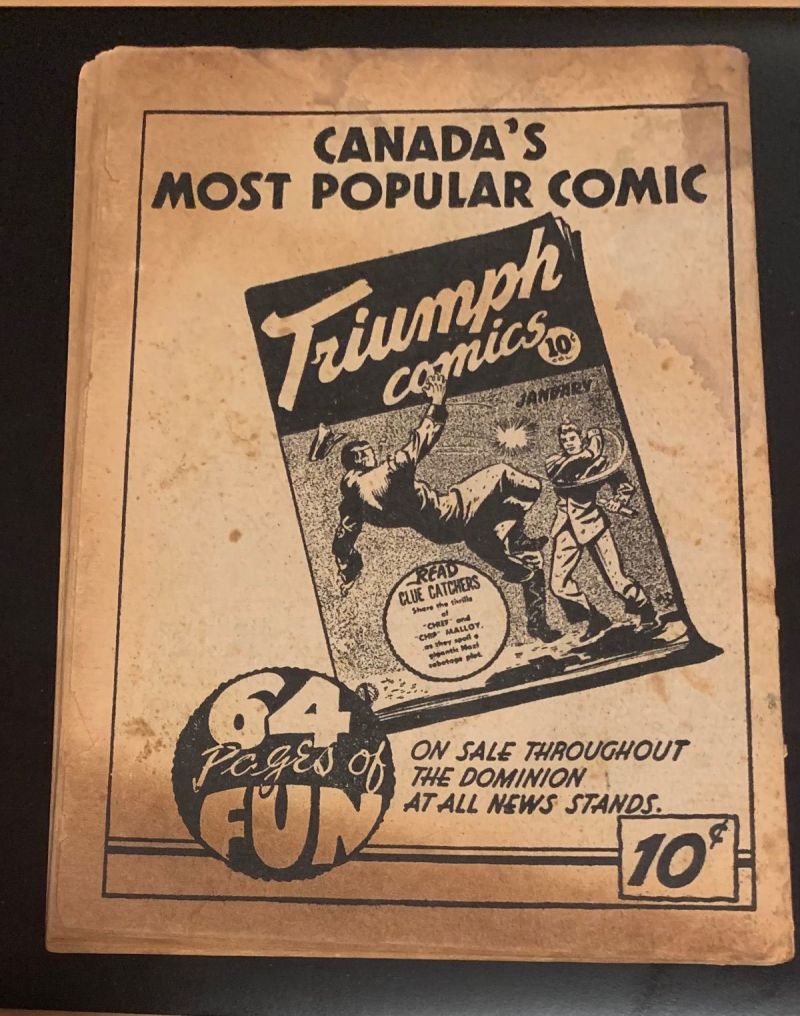 CANADA'S
MOST POPULAR COMIC
Triumph
comics
10¢
COL.
JANUARY
READ
CLUE CATCHERS
Share the thrills
of
"CHIEF" and
"CHIP" MALLOY,
as they spoil a
gigantic Nazi
sabotage plot.
64
Pages of
FUN
ON SALE THROUGHOUT
THE DOMINION
AT ALL NEWS STANDS.
10¢